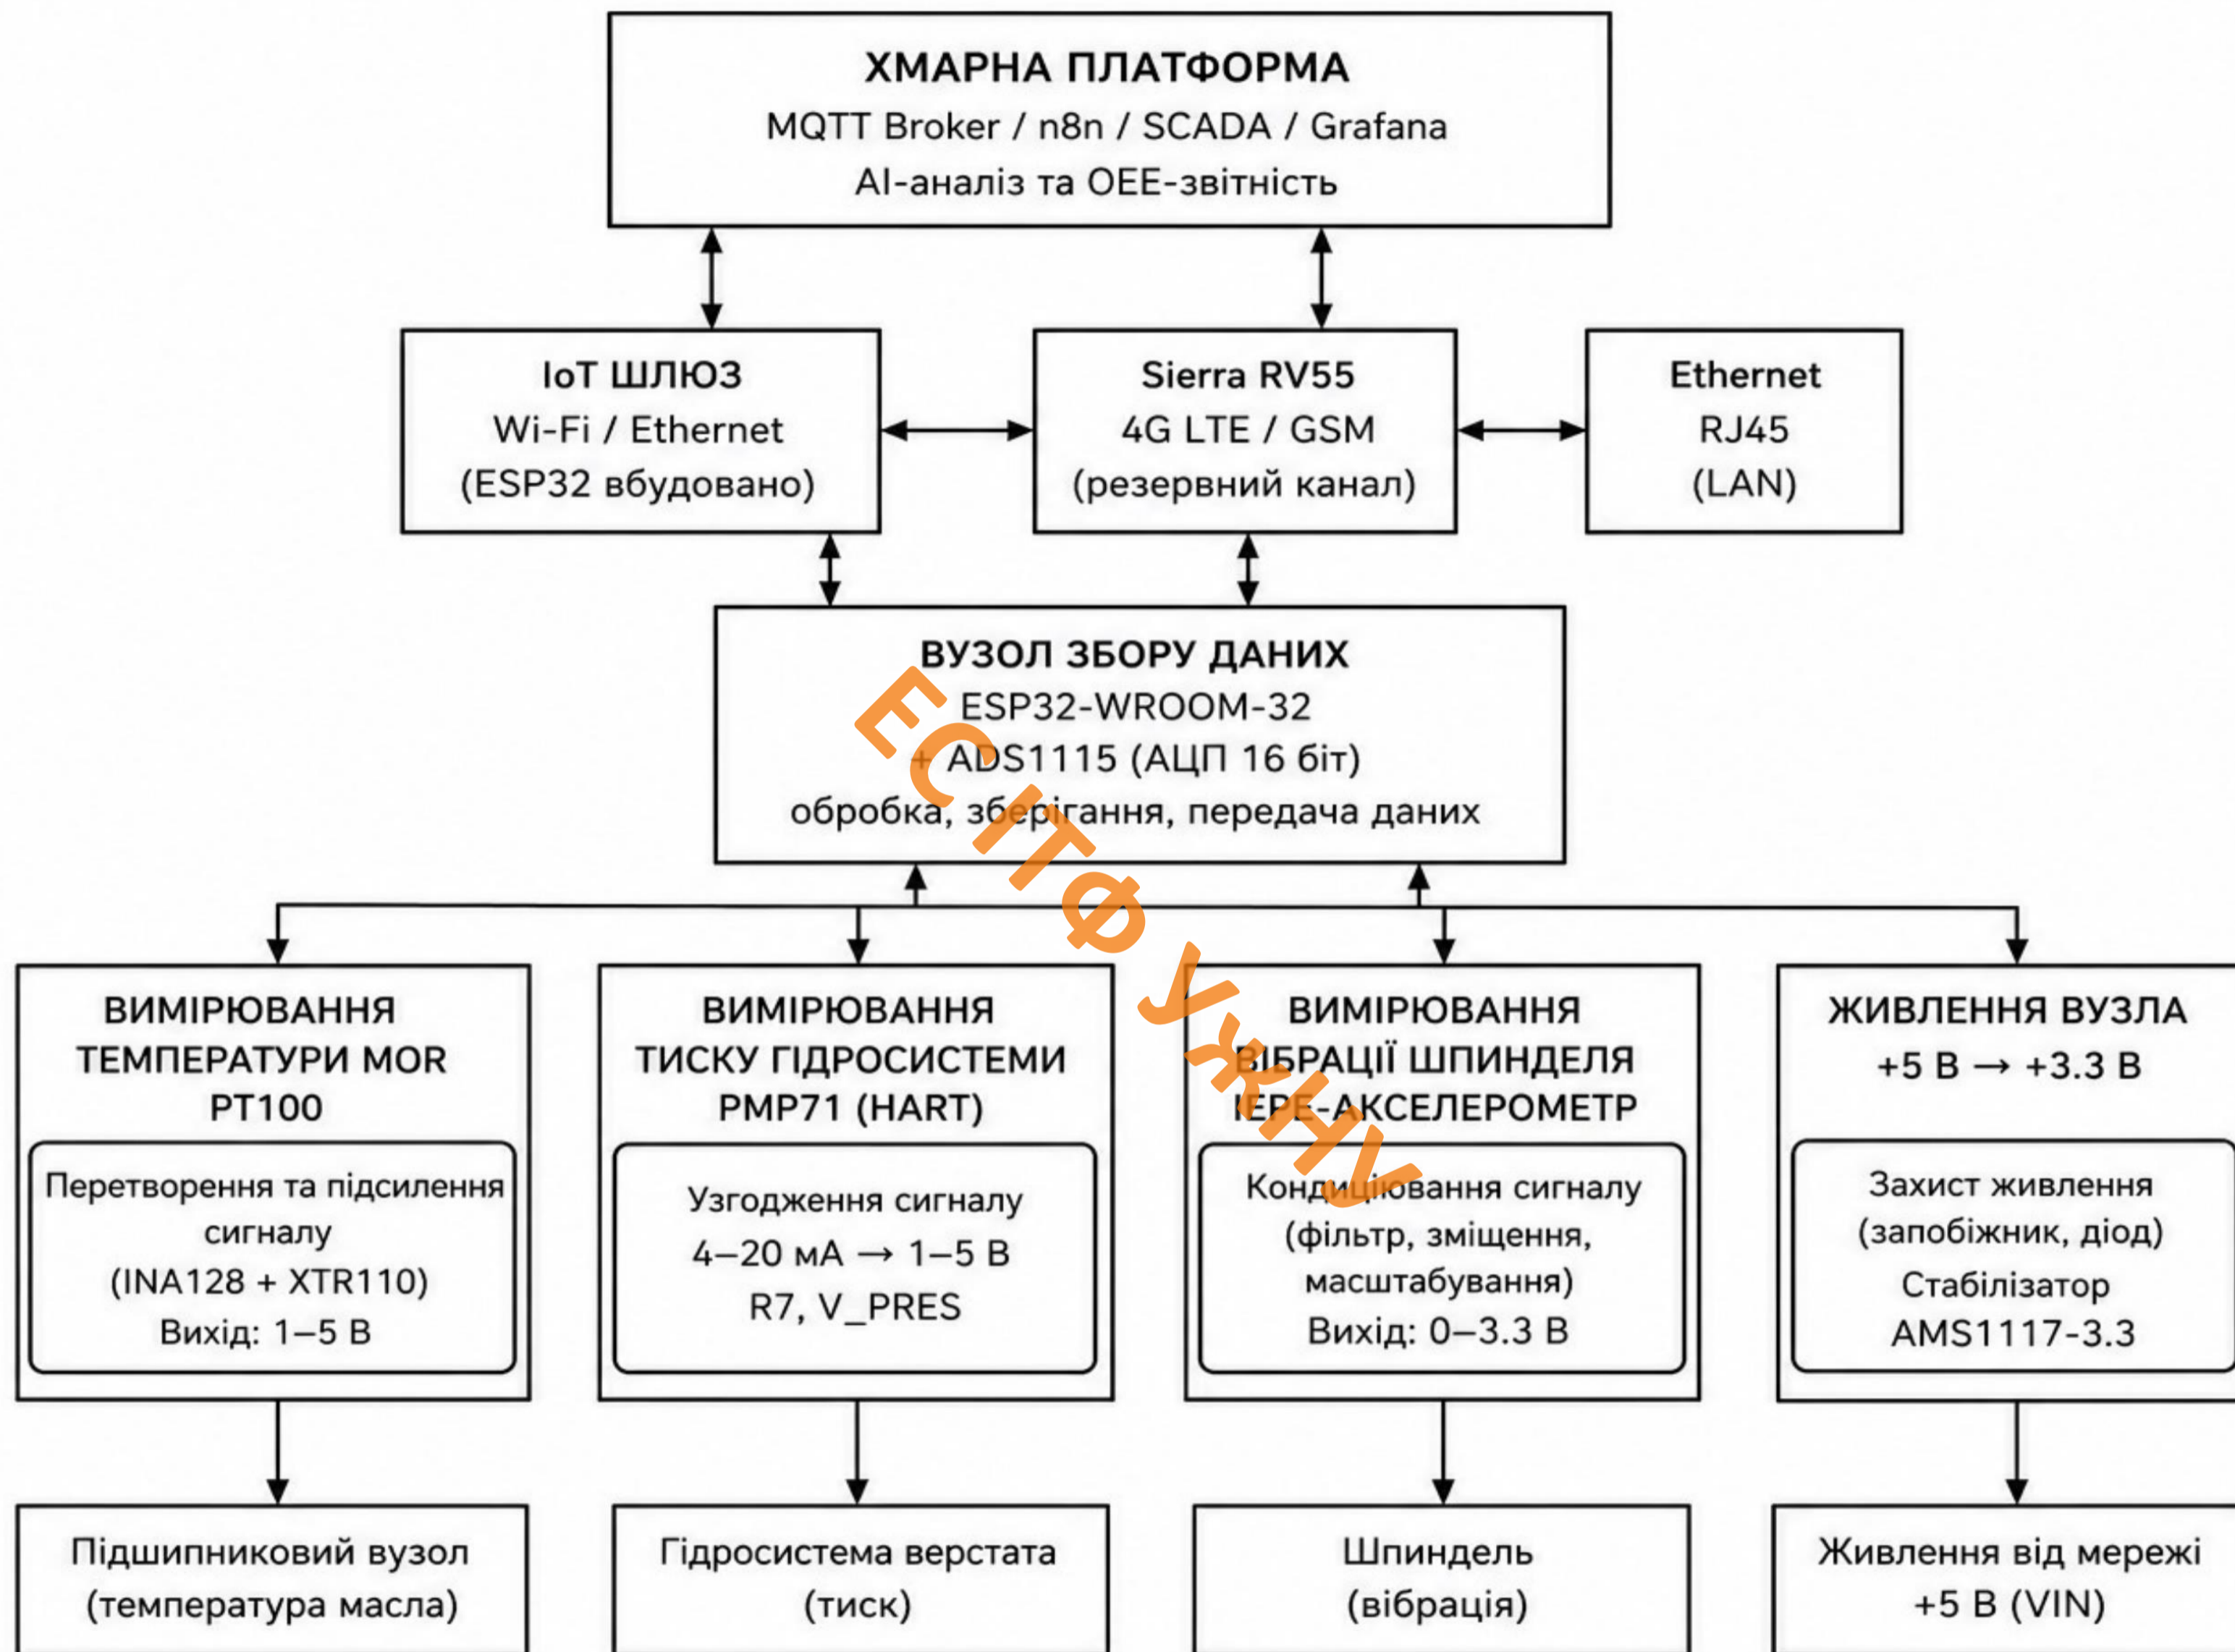 ХМАРНА ПЛАТФОРМА
MQTT Broker / n8n / SCADA / Grafana
AI-аналіз та OEE-звітність
IoT ШЛЮЗ
Wi-Fi / Ethernet
(ESP32 вбудовано)
Sierra RV55
4G LTE / GSM
(резервний канал)
Ethernet
RJ45
(LAN)
ВУЗОЛ ЗБОРУ ДАНИХ
ESP32-WROOM-32
+ ADS1115 (АЦП 16 біт)
обробка, зберігання, передача даних
ЕС ІТФ УжНУ
ВИМІРЮВАННЯ
ТЕМПЕРАТУРИ MOR
PT100
Перетворення та підсилення
сигналу
(INA128 + XTR110)
Вихід: 1–5 В
ВИМІРЮВАННЯ
ТИСКУ ГІДРОСИСТЕМИ
PMP71 (HART)
Узгодження сигналу
4–20 мА → 1–5 В
R7, V_PRES
ВИМІРЮВАННЯ
ВІБРАЦІЇ ШПИНДЕЛЯ
IEPE-АКСЕЛЕРОМЕТР
Кондиціювання сигналу
(фільтр, зміщення,
масштабування)
Вихід: 0–3.3 В
ЖИВЛЕННЯ ВУЗЛА
+5 В → +3.3 В
Захист живлення
(запобіжник, діод)
Стабілізатор
AMS1117-3.3
Підшипниковий вузол
(температура масла)
Гідросистема верстата
(тиск)
Шпиндель
(вібрація)
Живлення від мережі
+5 В (VIN)